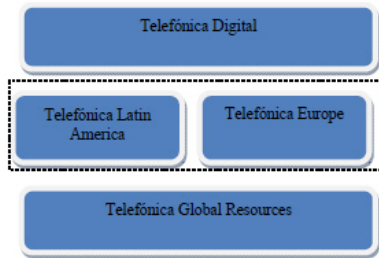 Telefónica Digital
Telefónica Latin
America
Telefónica Europe
Telefónica Global Resources